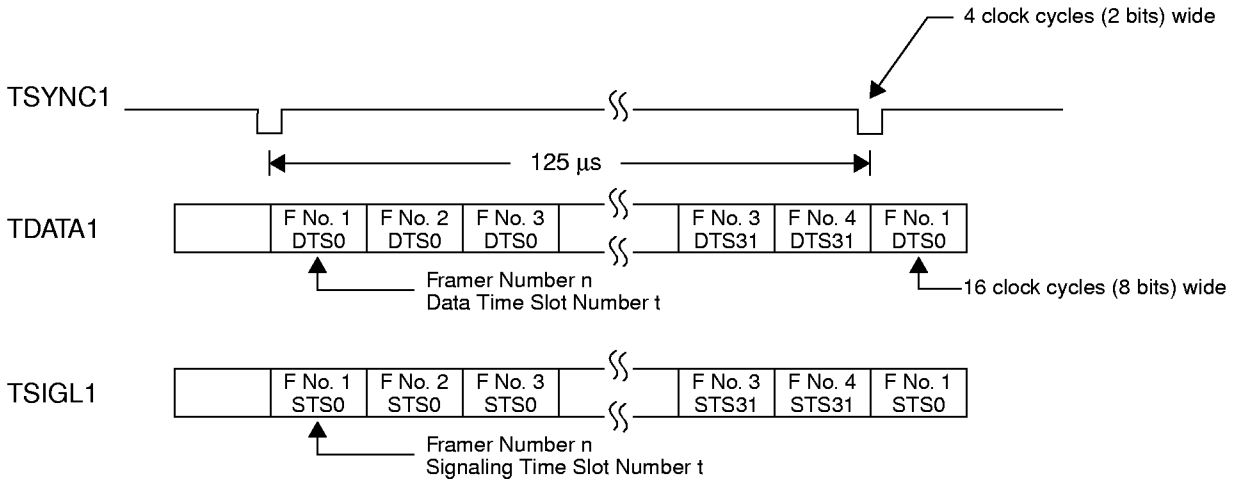 4 clock cycles (2 bits) wide
TSYNC1
125 µs
TDATA1
F No. 1 F No. 2 F No. 3 F No. 3 F No. 4 F No. 1
DTS0 DTS0 DTS0 DTS31 DTS31 DTS0
Framer Number n
Data Time Slot Number t
16 clock cycles (8 bits) wide
TSIGL1
F No. 1 F No. 2 F No. 3 F No. 3 F No. 4 F No. 1
STS0 STS0 STS0 STS31 STS31 STS0
Framer Number n
Signaling Time Slot Number t